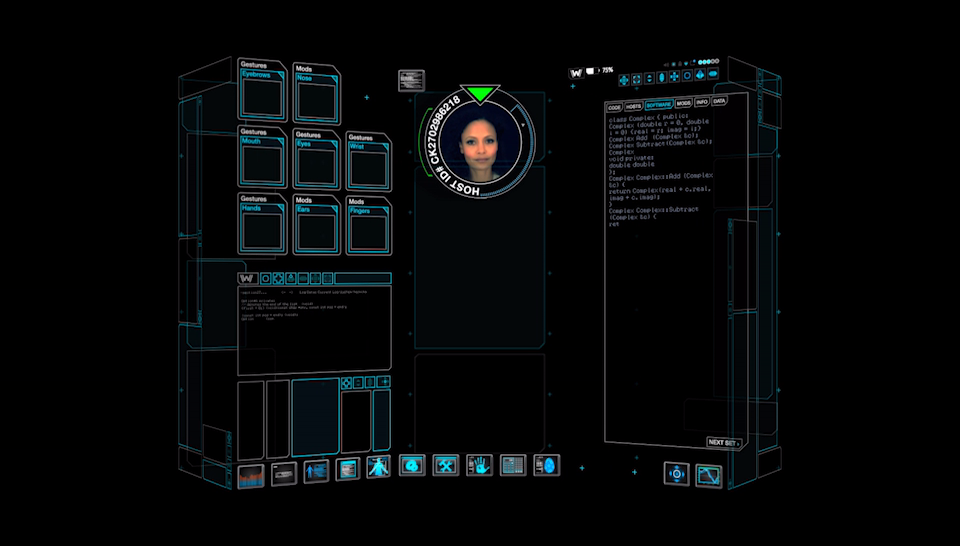 Gestures
Eyebrows
Mods
Nose
Gestures
Mouth
Gestures
Eyes
Gestures
Wrist
Gestures
Hands
Mods
Ears
Mods
Fingers
W
HOST ID# CK2702986218
W
75%
CODE
HOSTS
SOFTWARE
MODS
INFO
DATA
class Complex { public:
Complex (double r = 0, double
i = 0) {real = r; imag = i;}
Complex Add (Complex &c);
Complex Subtract(Complex &c);
Complex
void private:
double double
};
Complex Complex::Add (Complex
&c) {
return Complex(real + c.real,
imag + c.imag);
}
Complex Complex::Subtract
(Complex &c) {
ret
NEXT SET